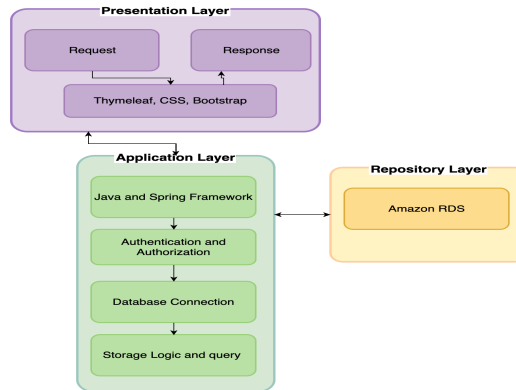 Presentation Layer
Request
Response
Thymeleaf, CSS, Bootstrap
Application Layer
Java and Spring Framework
Authentication and
Authorization
Database Connection
Storage Logic and query
Repository Layer
Amazon RDS